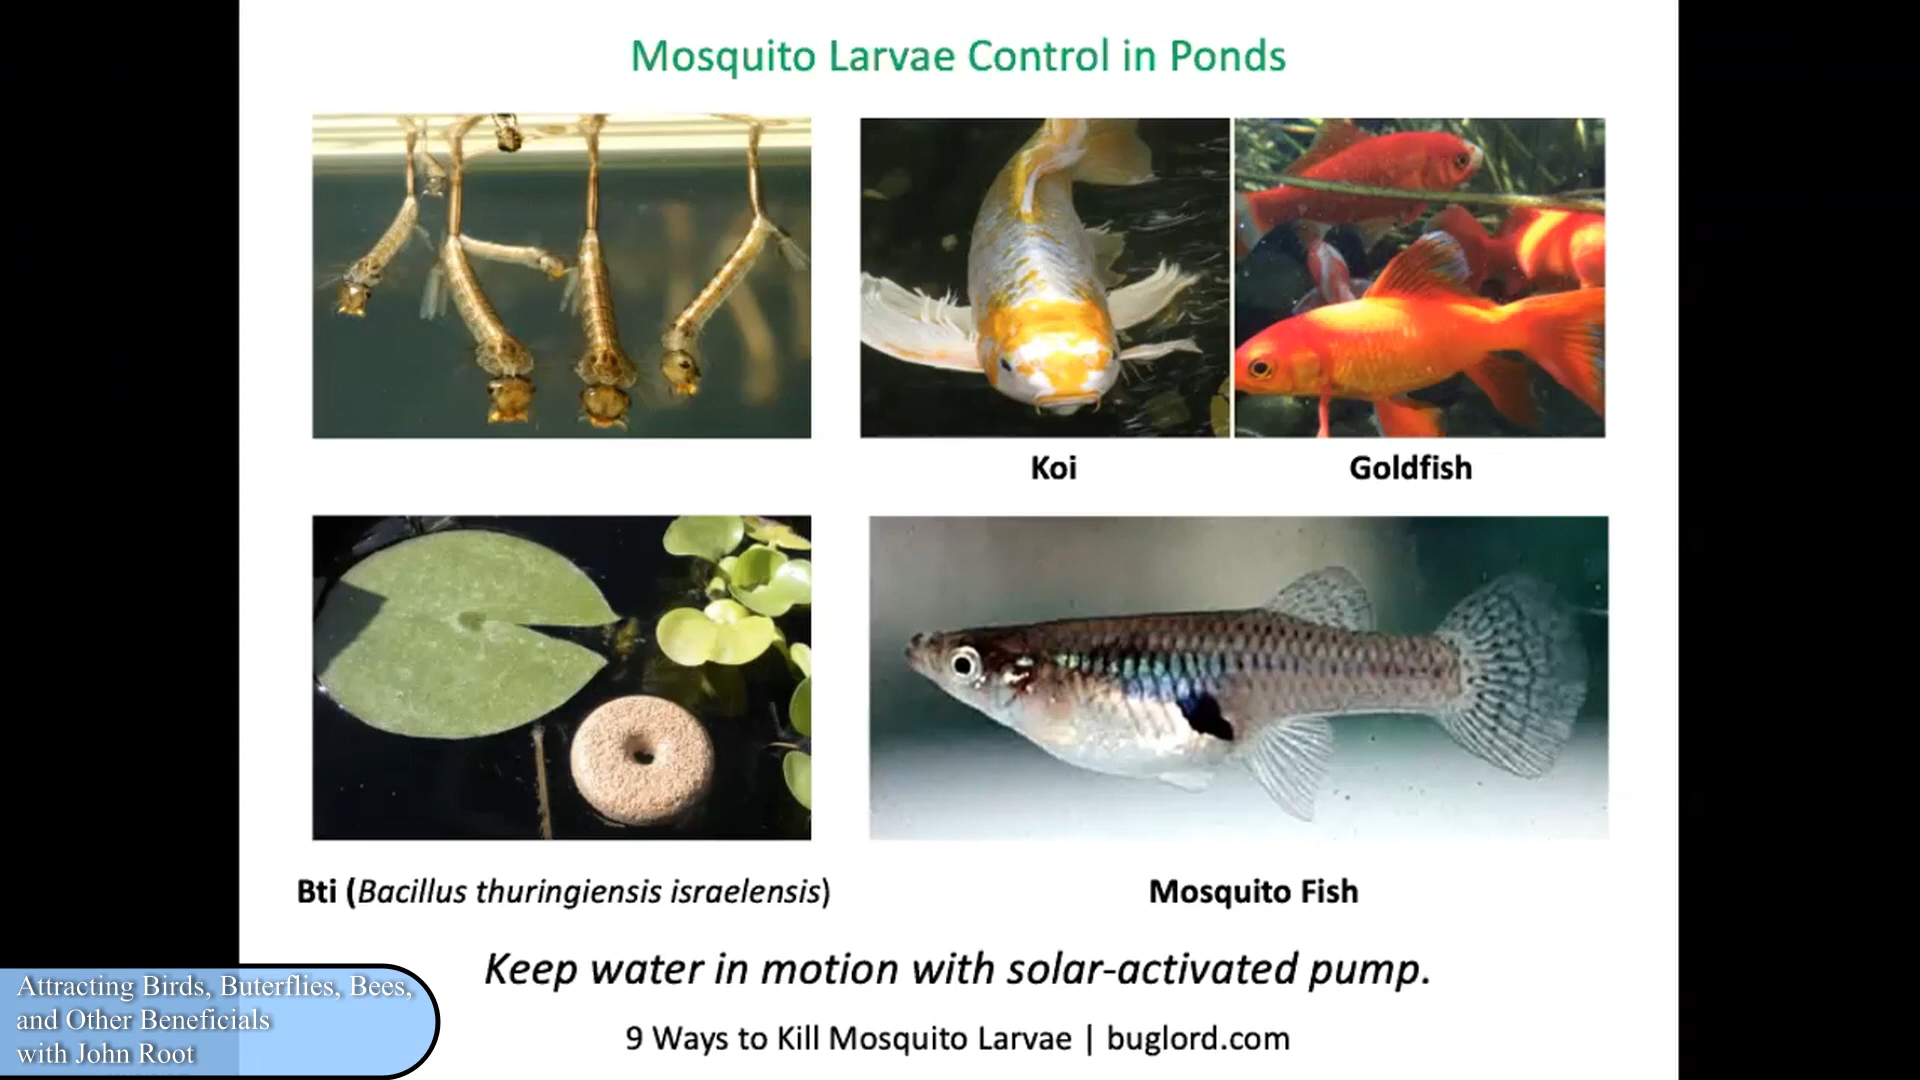 Mosquito Larvae Control in Ponds
Koi
Goldfish
Bti (Bacillus thuringiensis israelensis)
Mosquito Fish
Keep water in motion with solar-activated pump.
9 Ways to Kill Mosquito Larvae | buglord.com
Attracting Birds, Buterflies, Bees,
and Other Beneficials
with John Root